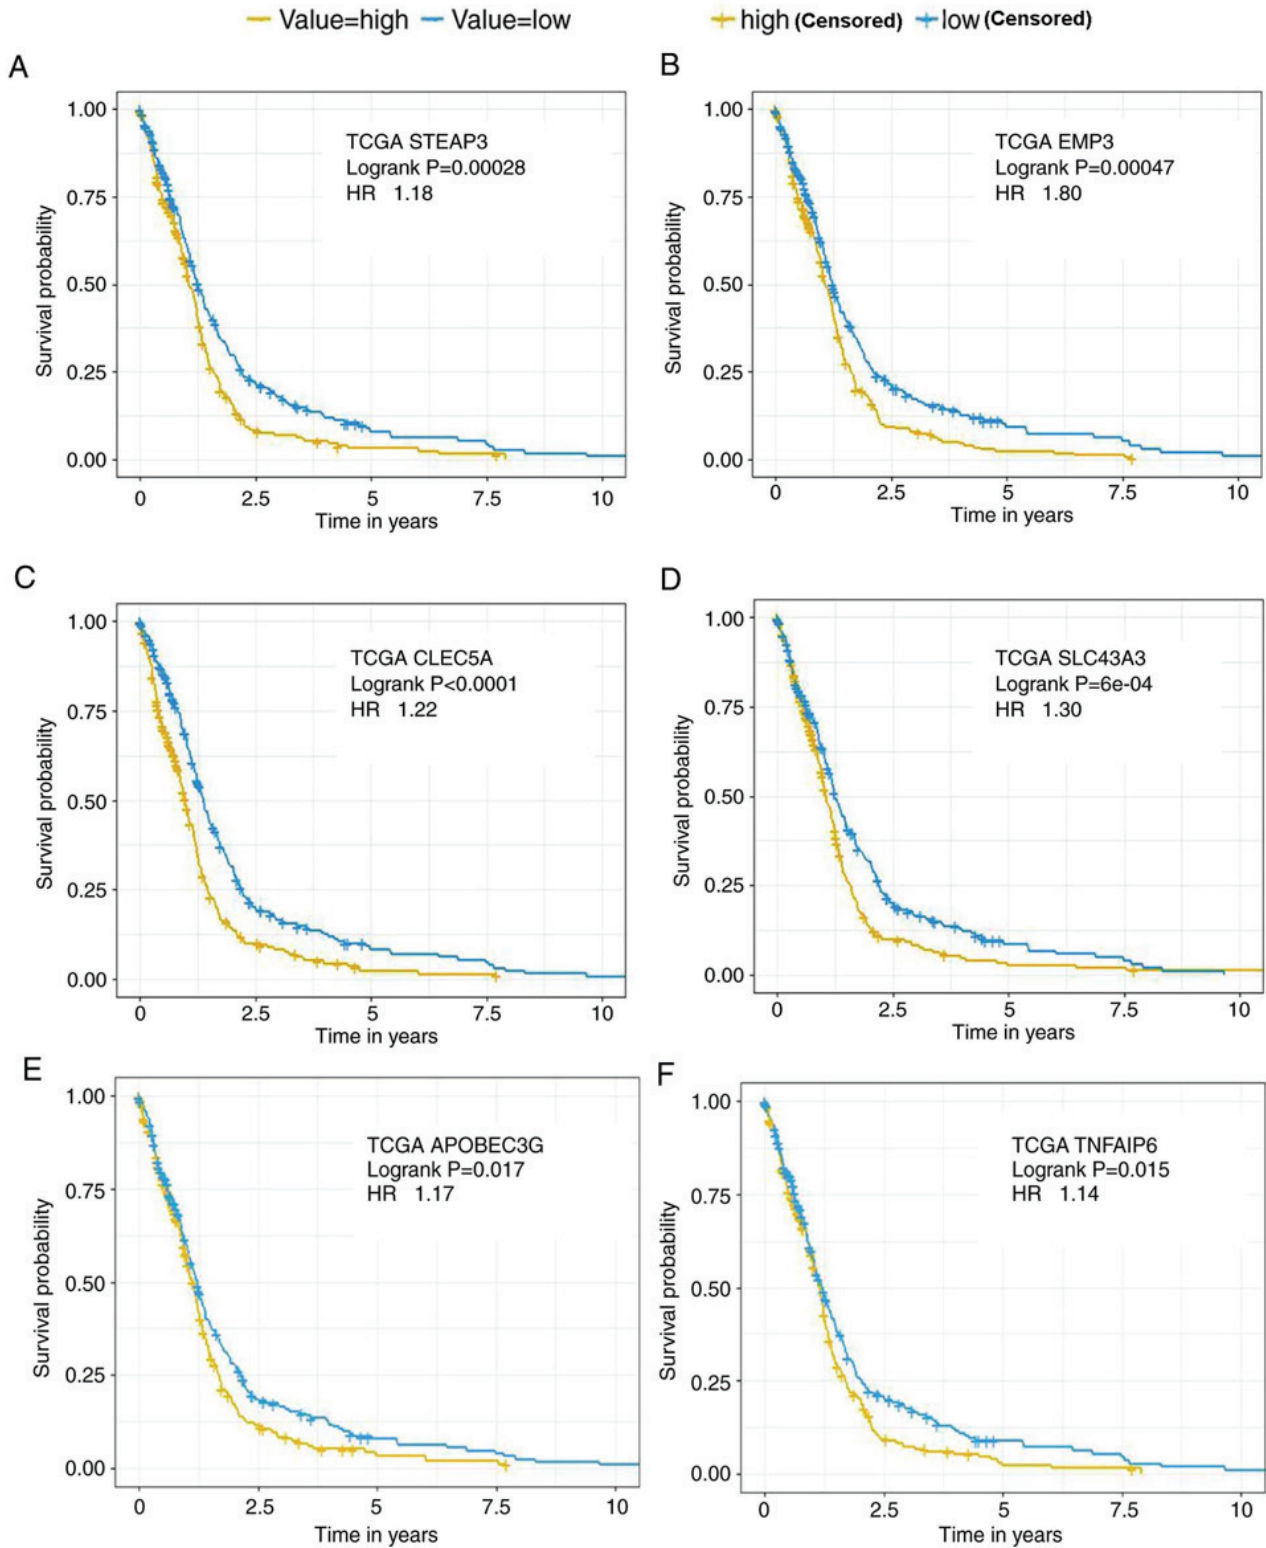 Value=high Value=low high (Censored) low (Censored)
A
1.00
0.75
0.50
0.25
0.00
Survival probability
TCGA STEAP3
Logrank P=0.00028
HR 1.18
0 2.5 5 7.5 10
Time in years
B
1.00
0.75
0.50
0.25
0.00
Survival probability
TCGA EMP3
Logrank P=0.00047
HR 1.80
0 2.5 5 7.5 10
Time in years
C
1.00
0.75
0.50
0.25
0.00
Survival probability
TCGA CLEC5A
Logrank P<0.0001
HR 1.22
0 2.5 5 7.5 10
Time in years
D
1.00
0.75
0.50
0.25
0.00
Survival probability
TCGA SLC43A3
Logrank P=6e-04
HR 1.30
0 2.5 5 7.5 10
Time in years
E
1.00
0.75
0.50
0.25
0.00
Survival probability
TCGA APOBEC3G
Logrank P=0.017
HR 1.17
0 2.5 5 7.5 10
Time in years
F
1.00
0.75
0.50
0.25
0.00
Survival probability
TCGA TNFAIP6
Logrank P=0.015
HR 1.14
0 2.5 5 7.5 10
Time in years